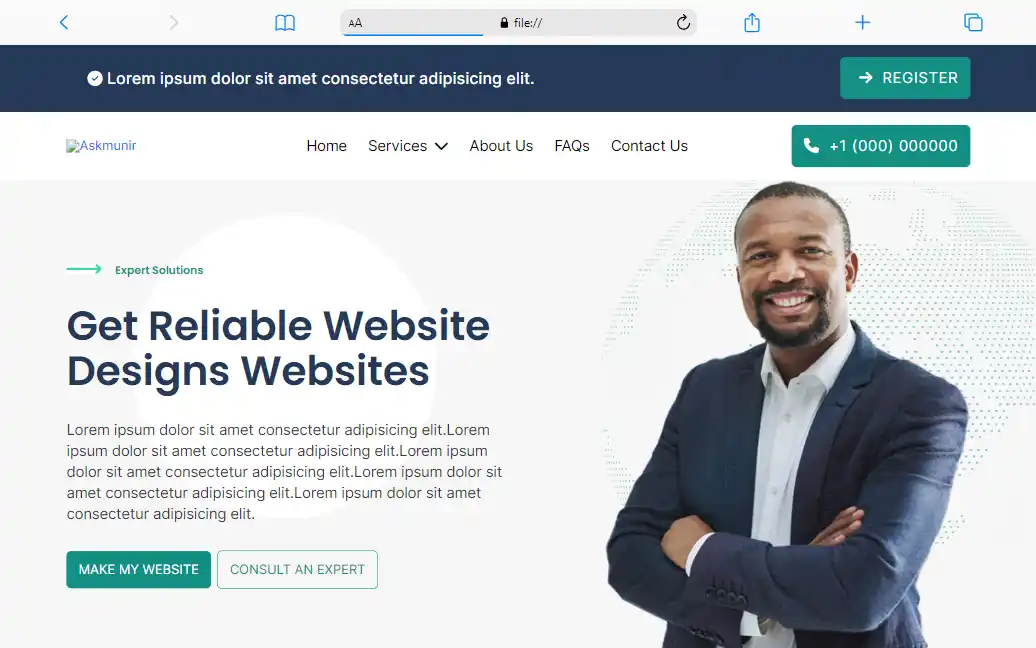 AA file://
Lorem ipsum dolor sit amet consectetur adipisicing elit.
REGISTER
Askmunir
Home Services About Us FAQs Contact Us
+1 (000) 000000
Expert Solutions
Get Reliable Website
Designs Websites
Lorem ipsum dolor sit amet consectetur adipisicing elit.Lorem
ipsum dolor sit amet consectetur adipisicing elit.Lorem ipsum
dolor sit amet consectetur adipisicing elit.Lorem ipsum dolor sit
amet consectetur adipisicing elit.Lorem ipsum dolor sit amet
consectetur adipisicing elit.
MAKE MY WEBSITE
CONSULT AN EXPERT